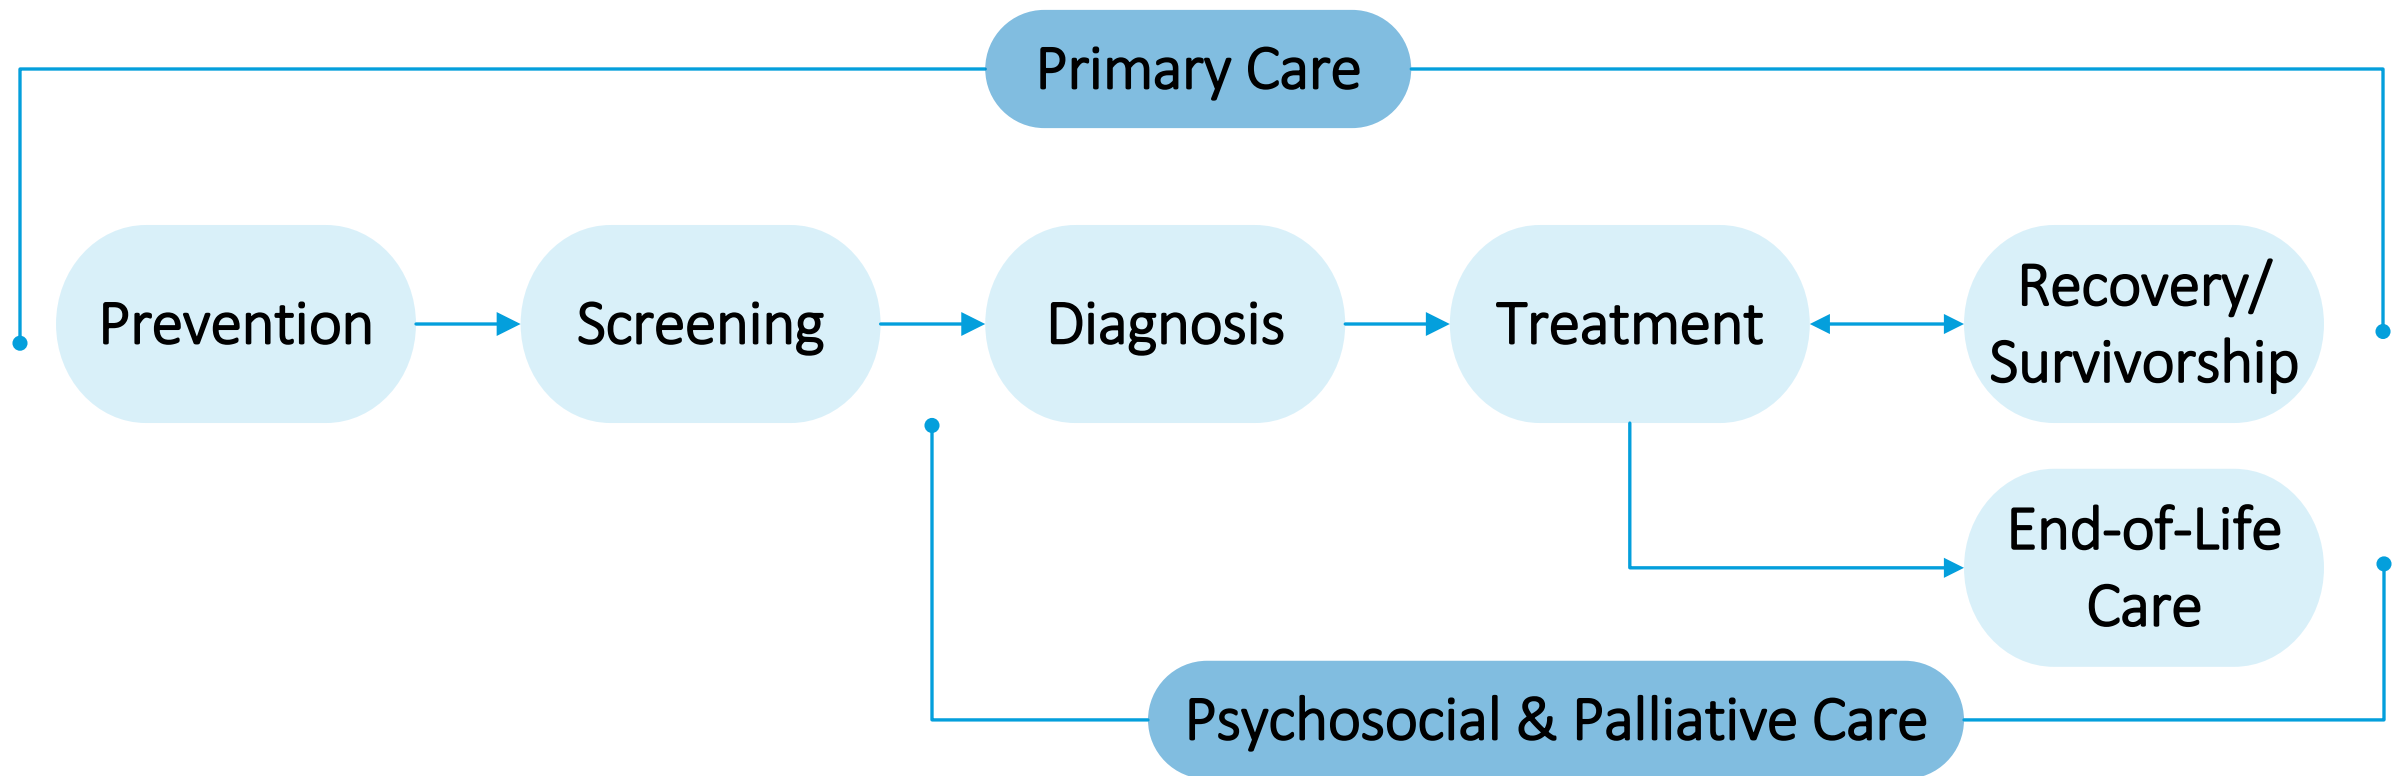 Primary Care
Prevention
Screening
Diagnosis
Treatment
Recovery/
Survivorship
End-of-Life
Care
Psychosocial & Palliative Care